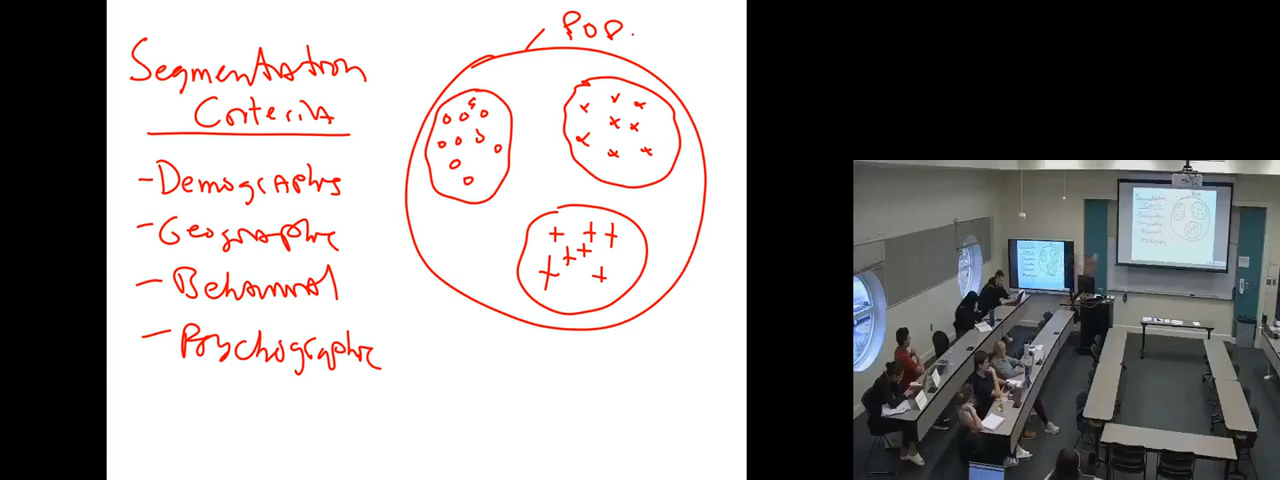 Pop.
Segmentation
Criteria
- Demographic
- Geographic
- Behavioral
- Psychographic